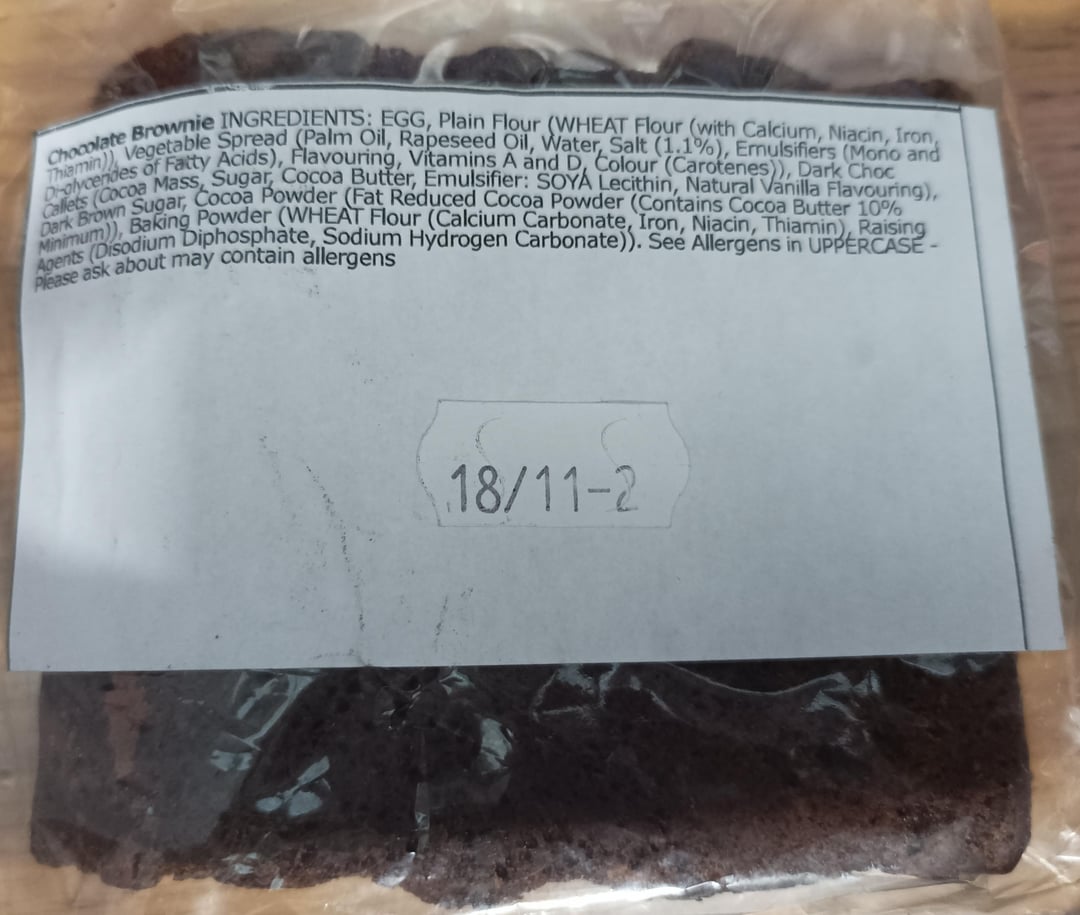 Chocolate Brownie INGREDIENTS: EGG, Plain Flour (WHEAT Flour (with Calcium, Niacin, Iron,
Thiamin)), Vegetable Spread (Palm Oil, Rapeseed Oil, Water, Salt (1.1%), Emulsifiers (Mono and
Di-glycerides of Fatty Acids), Flavouring, Vitamins A and D, Colour (Carotenes)), Dark Choc
Callets (Cocoa Mass, Sugar, Cocoa Butter, Emulsifier: SOYA Lecithin, Natural Vanilla Flavouring),
Dark Brown Sugar, Cocoa Powder (Fat Reduced Cocoa Powder (Contains Cocoa Butter 10%
Minimum)), Baking Powder (WHEAT Flour (Calcium Carbonate, Iron, Niacin, Thiamin), Raising
Agents (Disodium Diphosphate, Sodium Hydrogen Carbonate)). See Allergens in UPPERCASE -
Please ask about may contain allergens
18/11-2